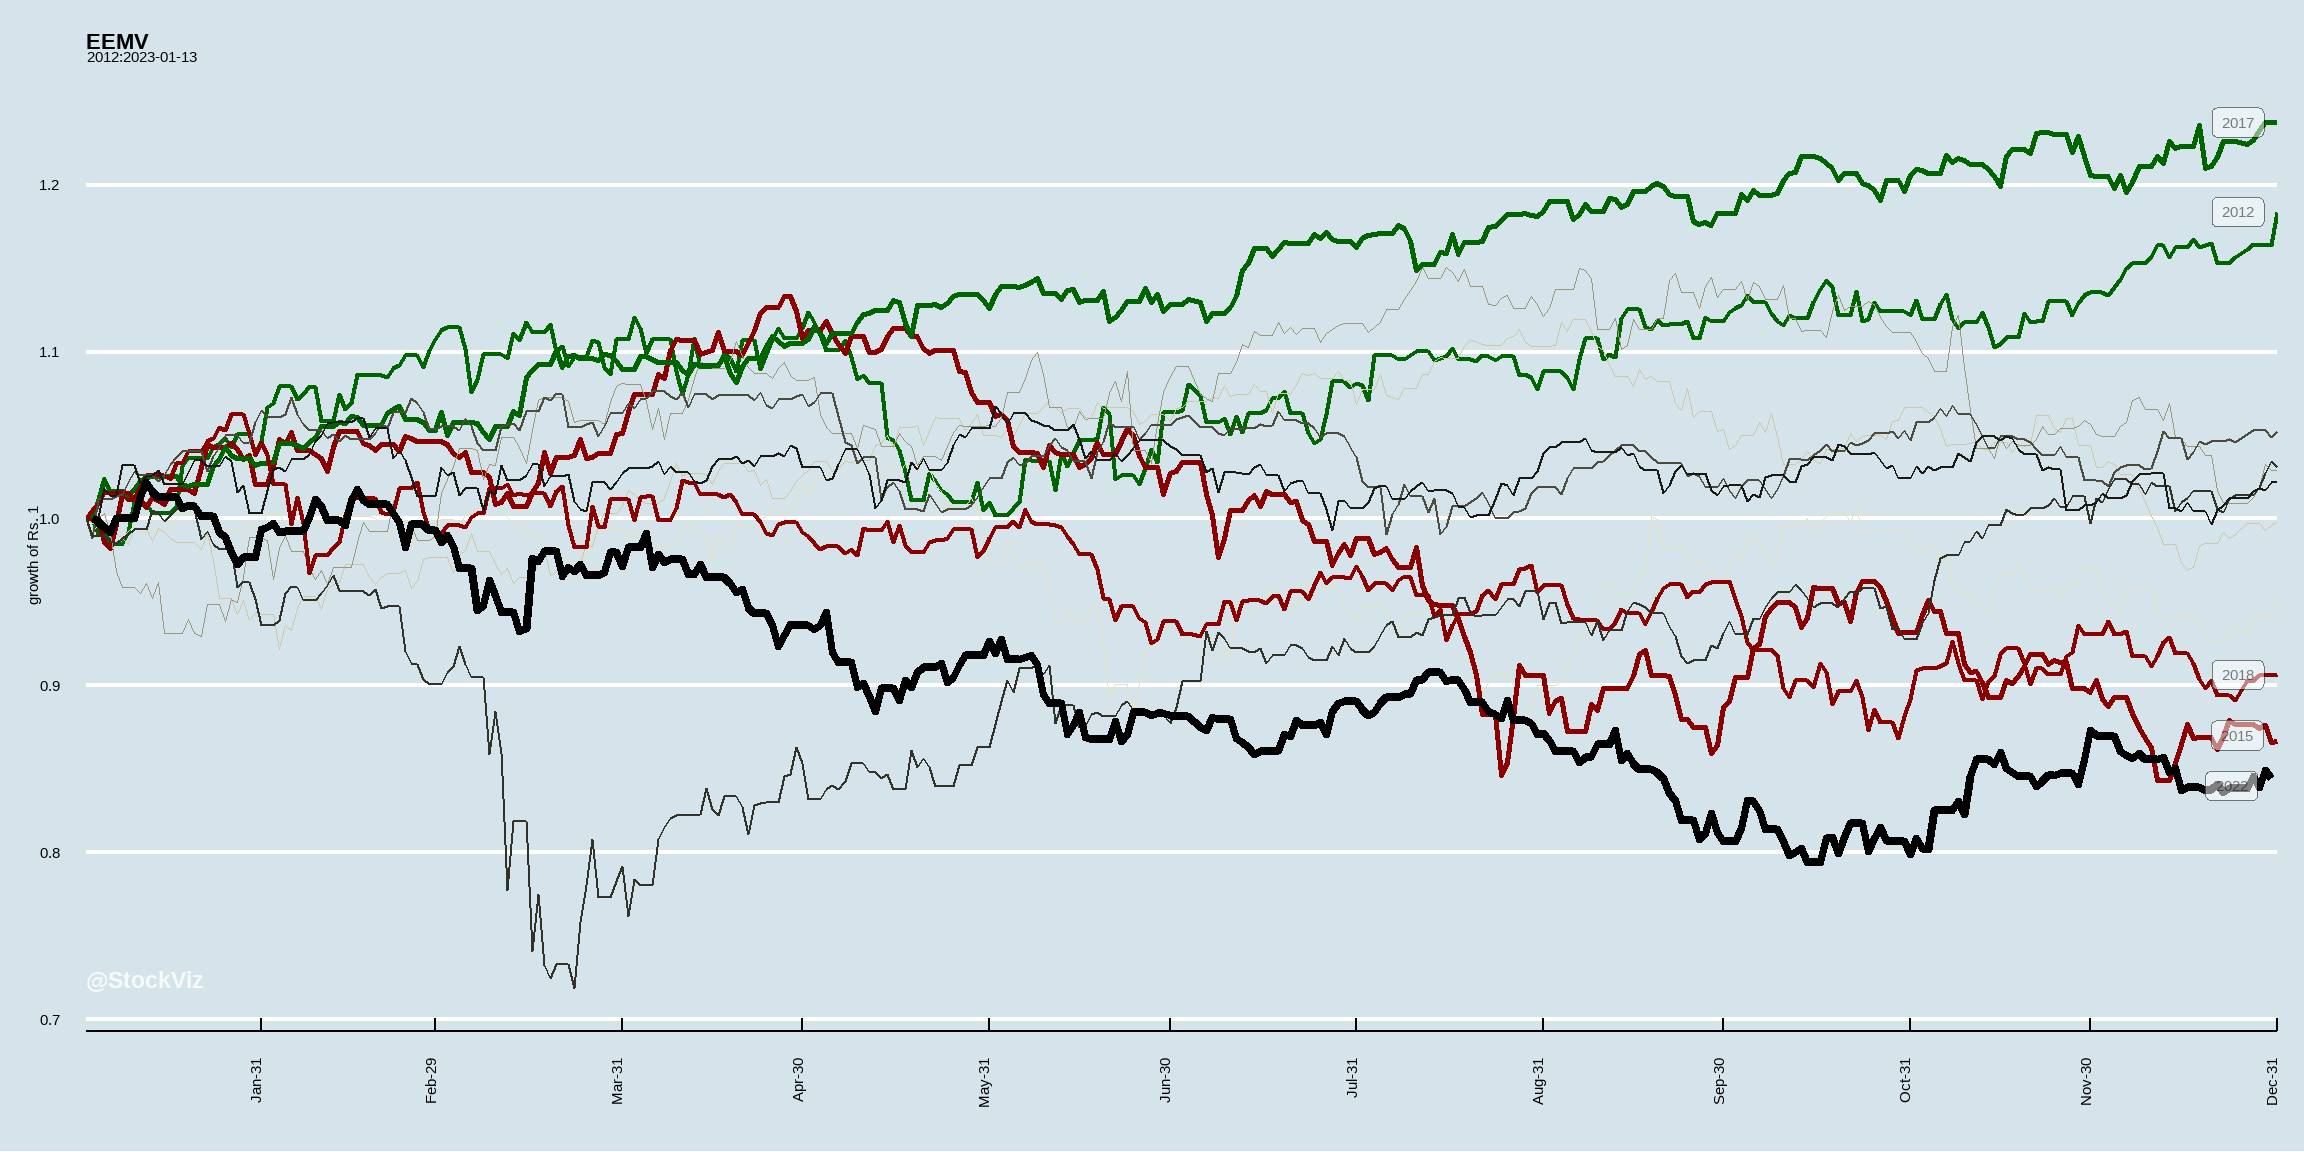 EEMV
2012:2023-01-13
growth of Rs. 1
1.2
1.1
1.0
0.9
0.8
0.7
2017
2012
2018
2015
2022
@StockViz
Jan-31
Feb-29
Mar-31
Apr-30
May-31
Jun-30
Jul-31
Aug-31
Sep-30
Oct-31
Nov-30
Dec-31